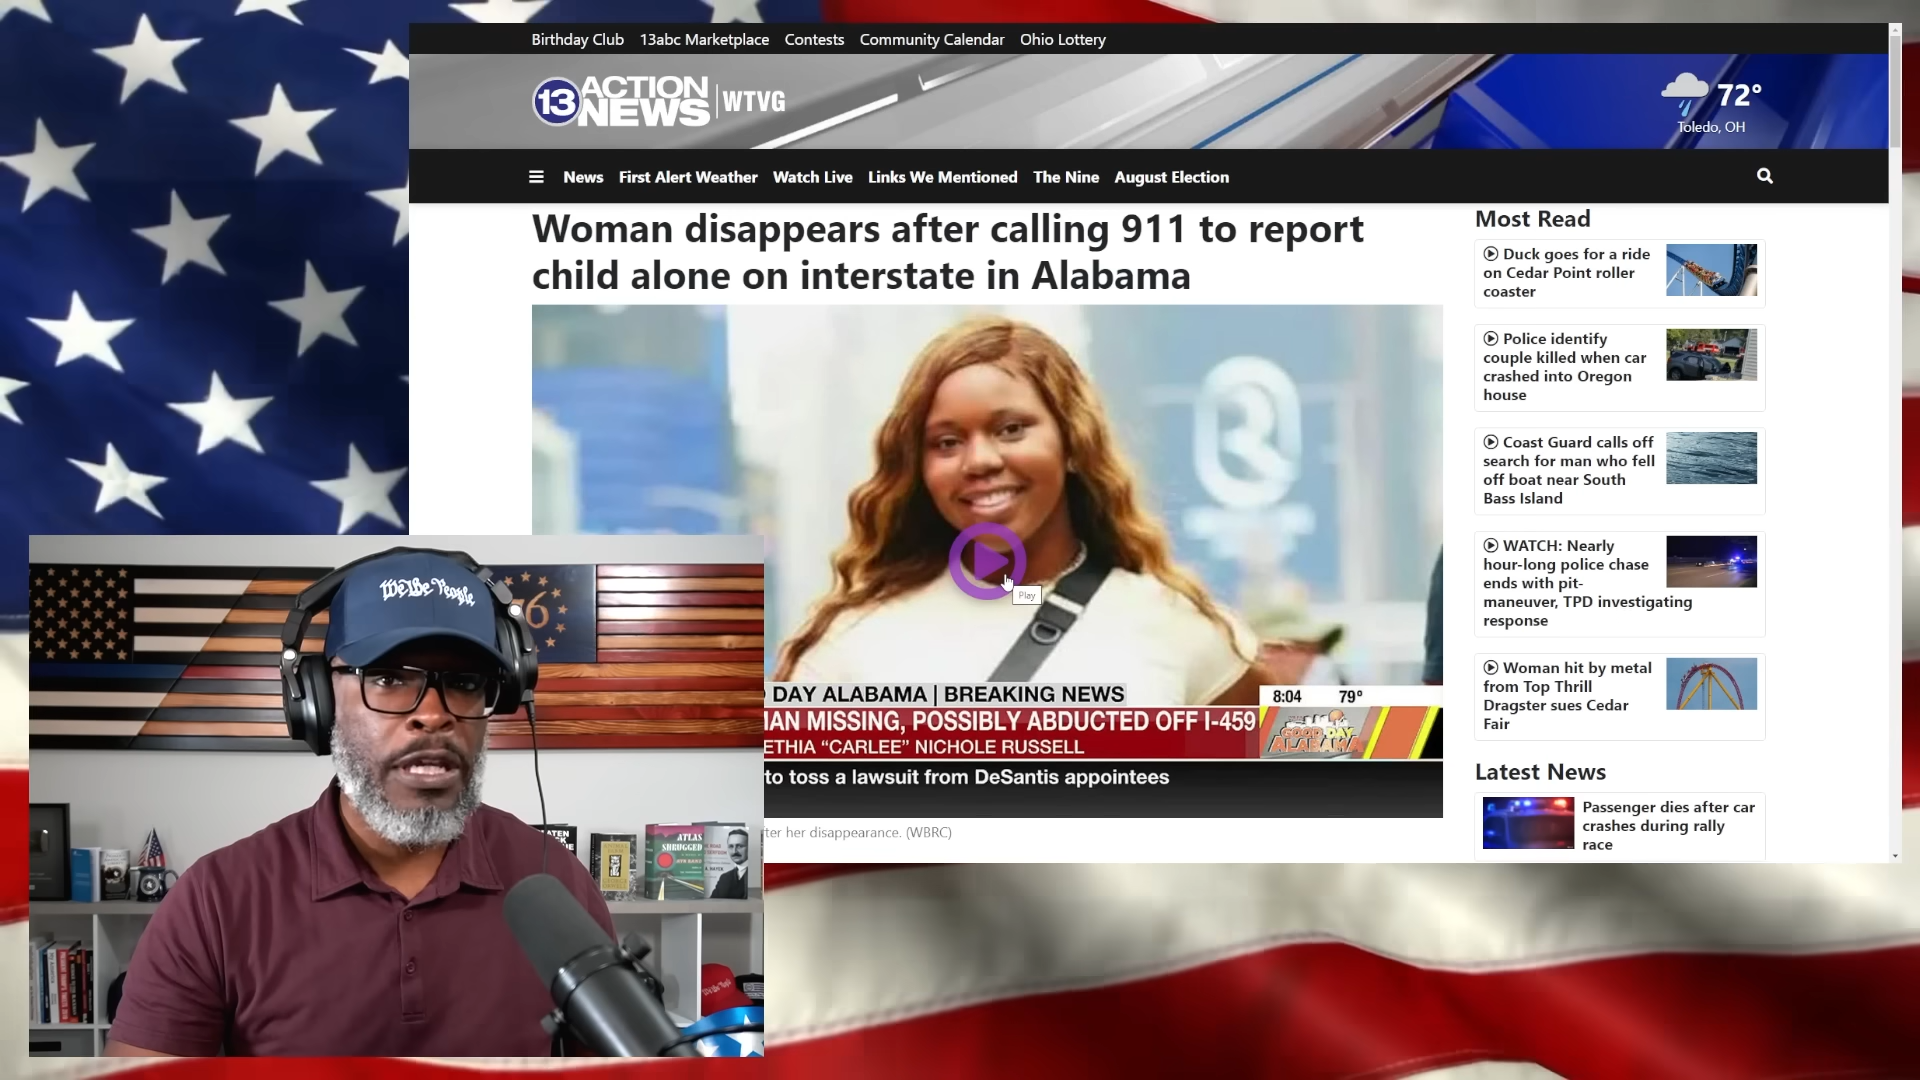 Birthday Club 13abc Marketplace Contests Community Calendar Ohio Lottery
13 ACTION NEWS WTVG
72°
Toledo, OH
News First Alert Weather Watch Live Links We Mentioned The Nine August Election
Woman disappears after calling 911 to report
child alone on interstate in Alabama
Play
DAY ALABAMA | BREAKING NEWS
8:04 79°
MAN MISSING, POSSIBLY ABDUCTED OFF I-459
ETHIA “CARLEE” NICHOLE RUSSELL
GOOD DAY
ALABAMA
to toss a lawsuit from DeSantis appointees
ter her disappearance. (WBRC)
Most Read
Duck goes for a ride
on Cedar Point roller
coaster
Police identify
couple killed when car
crashed into Oregon
house
Coast Guard calls off
search for man who fell
off boat near South
Bass Island
WATCH: Nearly
hour-long police chase
ends with pit-
maneuver, TPD investigating
response
Woman hit by metal
from Top Thrill
Dragster sues Cedar
Fair
Latest News
Passenger dies after car
crashes during rally
race
We The People
76
ATLAS
SHRUGGED